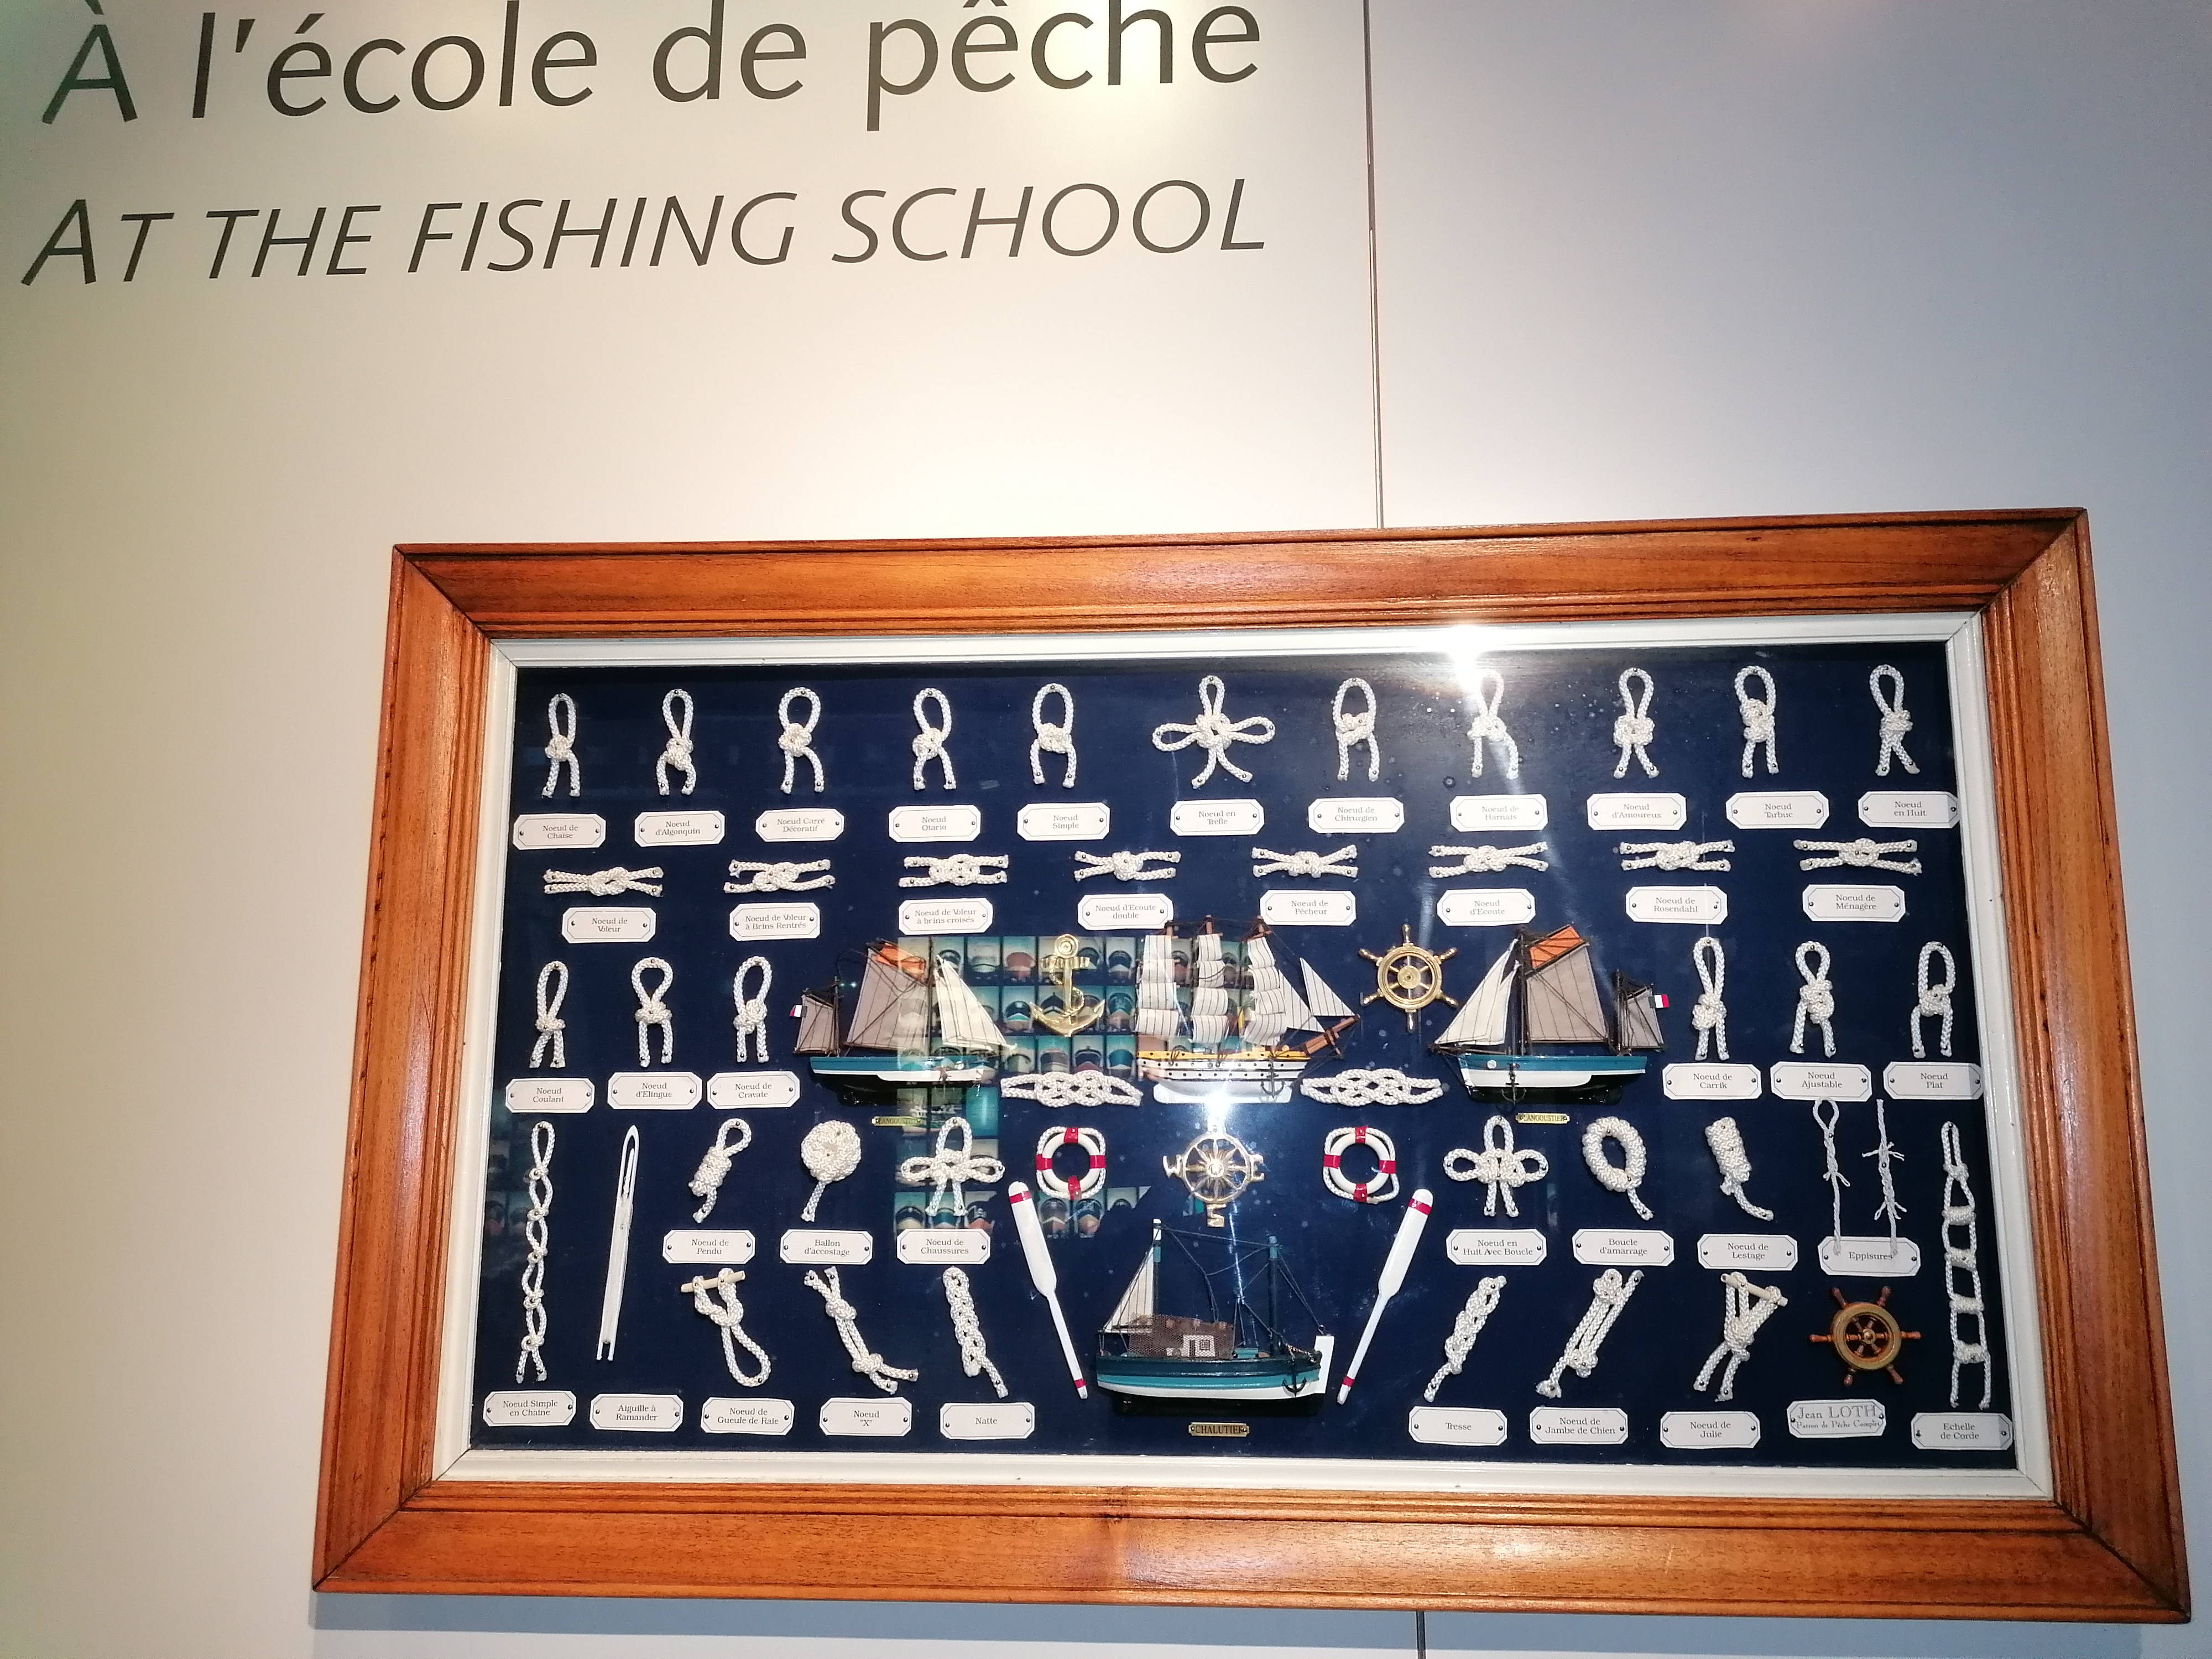 À l'école de pêche
AT THE FISHING SCHOOL
Noeud de
Chaise
Noeud
d'Algonquin
Noeud Carré
Décoratif
Noeud
Otario
Noeud
Simple
Noeud en
Trefle
Noeud de
Chirurgien
Noeud de
Harnais
Noeud
d'Amoureux
Noeud
Tarbuc
Noeud
en Huit
Noeud de
Voleur
Noeud de Voleur
à Brins Rentrés
Noeud de Voleur
à brins croisés
Noeud d'Ecoute
double
Noeud de
Pêcheur
Noeud
d'Ecoute
Noeud de
Rosendahl
Noeud de
Ménagère
Noeud
Coulant
Noeud
d'Elingue
Noeud de
Cravate
Noeud de
Carrik
Noeud
Ajustable
Noeud
Plat
LANGOUSTIER
LANGOUSTIER
Noeud de
Pendu
Ballon
d'accostage
Noeud de
Chaussures
Noeud en
Huit Avec Boucle
Boucle
d'amarrage
Noeud de
Lestage
Eppisures
Noeud Simple
en Chaine
Aiguille à
Ramander
Noeud de
Gueule de Raie
Noeud
"X"
Natte
CHALUTIER
Tresse
Noeud de
Jambe de Chien
Noeud de
Julie
Jean LOTH
Patron de Pêche Complet
Echelle
de Corde